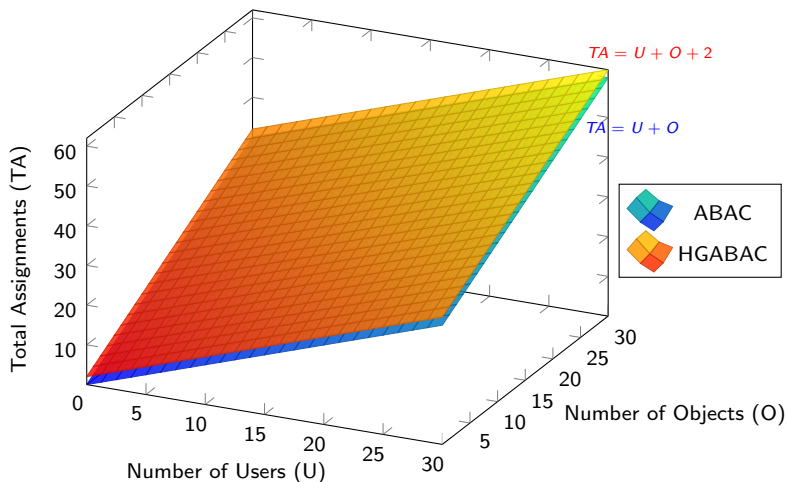 TA = U + O + 2
TA = U + O
Total Assignments (TA)
60
50
40
30
20
10
ABAC
HGABAC
0
5
10
15
20
25
30
Number of Users (U)
5
10
15
20
25
30
Number of Objects (O)